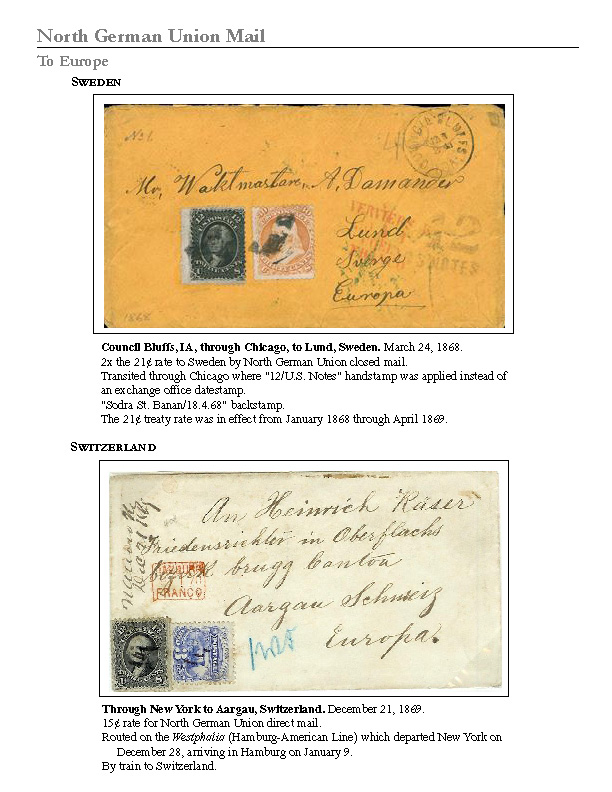 North German Union Mail
To Europe
SWEDEN
No 6
Mr, Waktmastare, A, Damander
Lund
Sverge
Europa
12
U.S. NOTES
1868
Council Bluffs, IA, through Chicago, to Lund, Sweden. March 24, 1868.
2x the 21¢ rate to Sweden by North German Union closed mail.
Transited through Chicago where "12/U.S. Notes" handstamp was applied instead of
an exchange office datestamp.
"Sodra St. Banan/18.4.68" backstamp.
The 21¢ treaty rate was in effect from January 1868 through April 1869.
SWITZERLAND
An Heinrich Käser
Friedensrichter in Oberflachs
brugg Canton
Aargau Schweiz
Europa.
FRANCO
Through New York to Aargau, Switzerland. December 21, 1869.
15¢ rate for North German Union direct mail.
Routed on the Westphalia (Hamburg-American Line) which departed New York on
December 28, arriving in Hamburg on January 9.
By train to Switzerland.